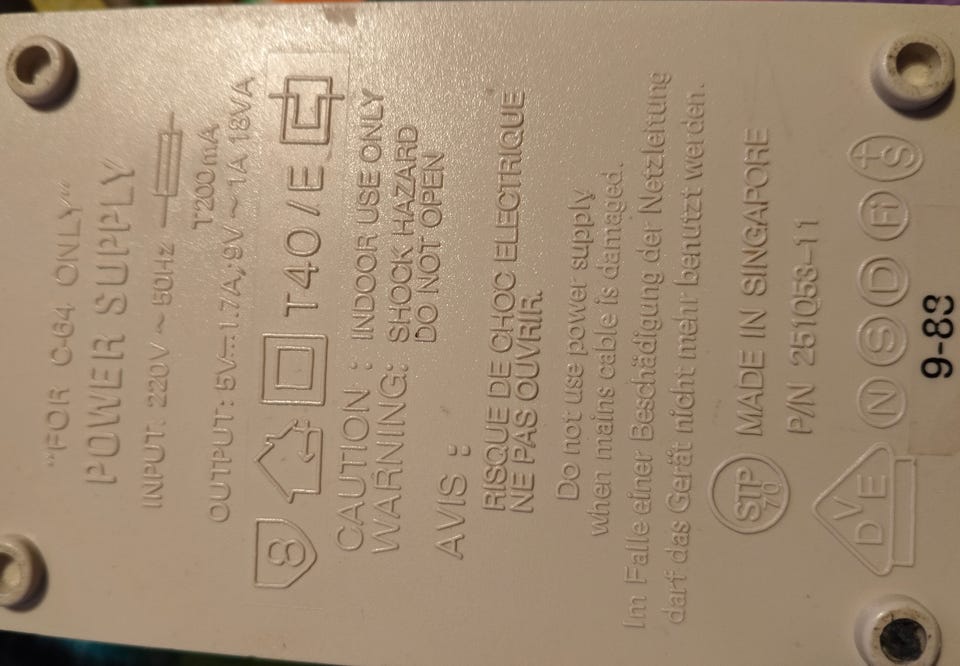 "FOR C-64 ONLY"
POWER SUPPLY
INPUT: 220V ~ 50Hz
T200mA
OUTPUT: 5V⎓1.7A,;9V ~1A 18VA
8
T40/E
CAUTION : INDOOR USE ONLY
WARNING: SHOCK HAZARD
DO NOT OPEN
AVIS :
RISQUE DE CHOC ELECTRIQUE
NE PAS OUVRIR.
Do not use power supply
when mains cable is damaged.
Im Falle einer Beschädigung der Netzleitung
darf das Gerät nicht mehr benutzt werden.
STP
70
MADE IN SINGAPORE
P/N 251053-11
DVE
N
S
D
FI
+S
9-83